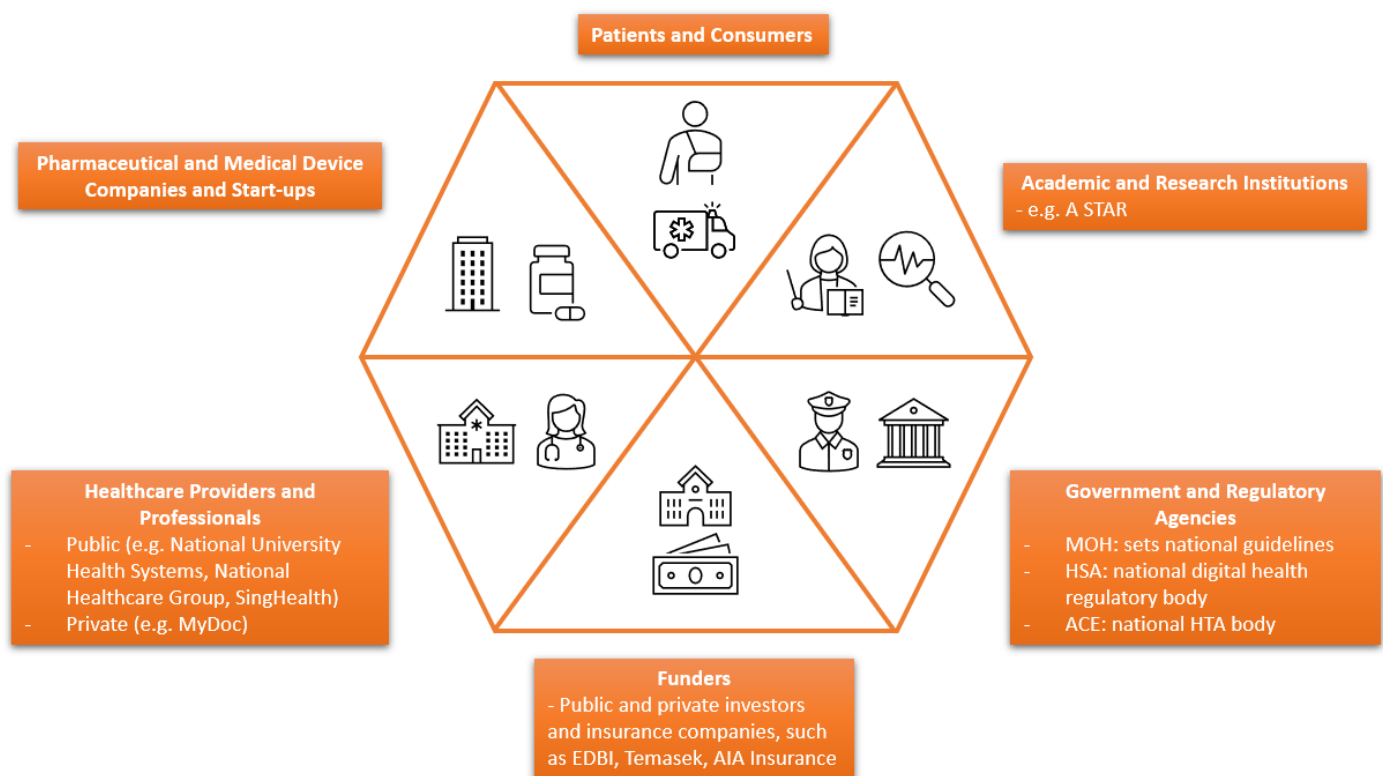 Patients and Consumers
Pharmaceutical and Medical Device
Companies and Start-ups
Academic and Research Institutions
- e.g. A STAR
Healthcare Providers and
Professionals
- Public (e.g. National University
Health Systems, National
Healthcare Group, SingHealth)
- Private (e.g. MyDoc)
Government and Regulatory
Agencies
- MOH: sets national guidelines
- HSA: national digital health
regulatory body
- ACE: national HTA body
Funders
- Public and private investors
and insurance companies, such
as EDBI, Temasek, AIA Insurance